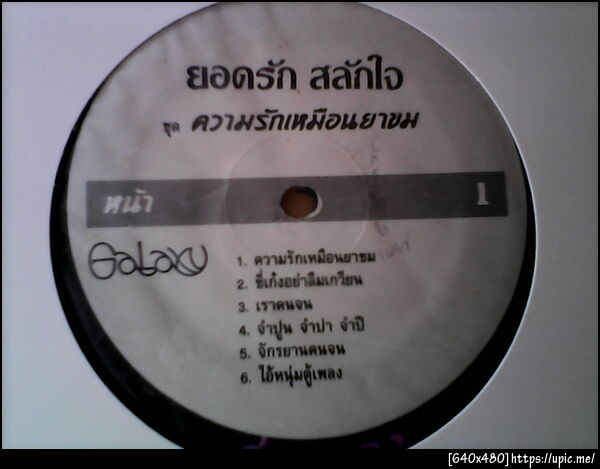 ยอดรัก สลักใจ
ชุด ความรักเหมือนยาขม
หน้า 1
GaLaxy
1. ความรักเหมือนยาขม
2. ขี่เก๋งอย่าลืมเกวียน
3. เราคนจน
4. จำปูน จำปา จำปี
5. จักรยานคนจน
6. ไอ้หนุ่มตู้เพลง
[640x480]https://upic.me/